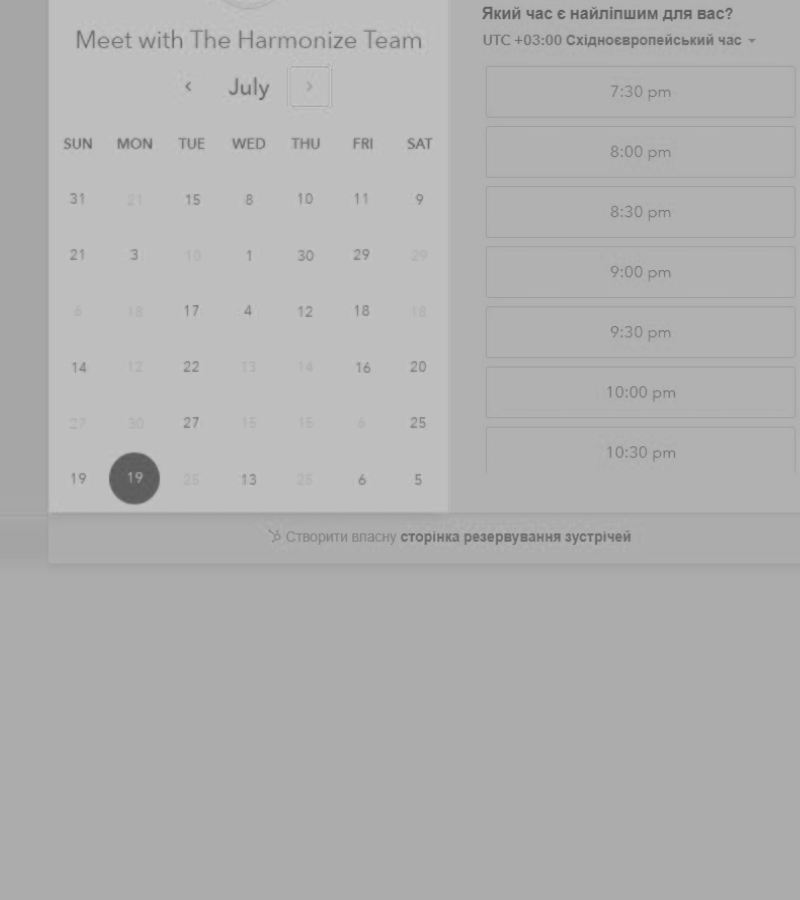 Meet with The Harmonize Team
July
SUN MON TUE WED THU FRI SAT
31 21 15 8 10 11 9
21 3 10 1 30 29 29
6 18 17 4 12 18 18
14 12 22 13 14 16 20
27 30 27 15 15 6 25
19 19 25 13 25 6 5
Який час є найліпшим для вас?
UTC +03:00 Східноєвропейський час
7:30 pm
8:00 pm
8:30 pm
9:00 pm
9:30 pm
10:00 pm
10:30 pm
Створити власну сторінка резервування зустрічей